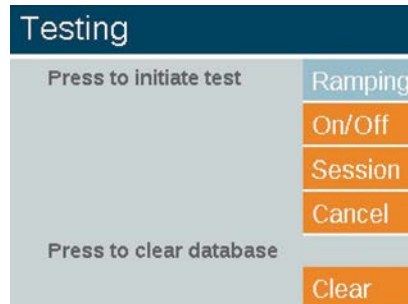 Testing
Press to initiate test
Ramping
On/Off
Session
Cancel
Press to clear database
Clear